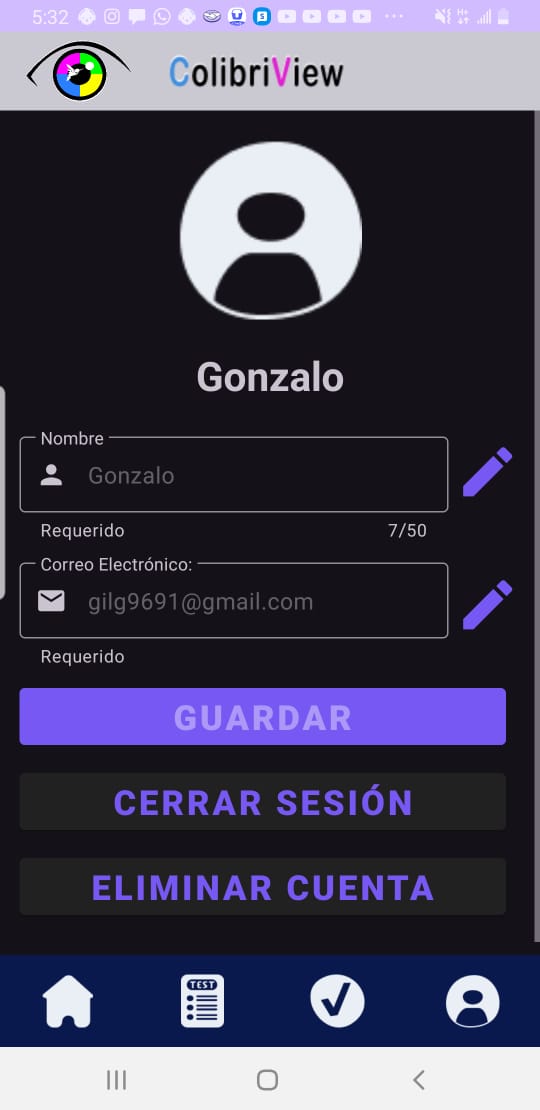 5:32
ColibriView
Gonzalo
Nombre
Gonzalo
Requerido 7/50
Correo Electrónico:
gilg9691@gmail.com
Requerido
GUARDAR
CERRAR SESIÓN
ELIMINAR CUENTA
TEST